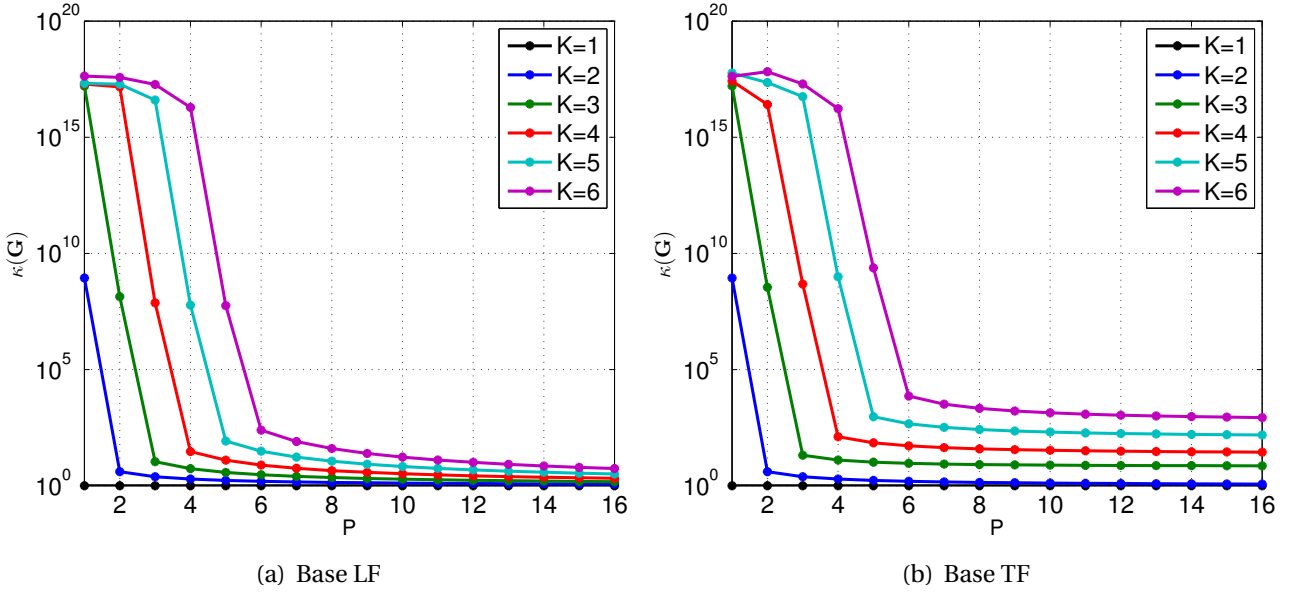 10^20
10^15
10^10
10^5
10^0
κ(G)
2 4 6 8 10 12 14 16
P
K=1
K=2
K=3
K=4
K=5
K=6
(a) Base LF
10^20
10^15
10^10
10^5
10^0
κ(G)
2 4 6 8 10 12 14 16
P
K=1
K=2
K=3
K=4
K=5
K=6
(b) Base TF